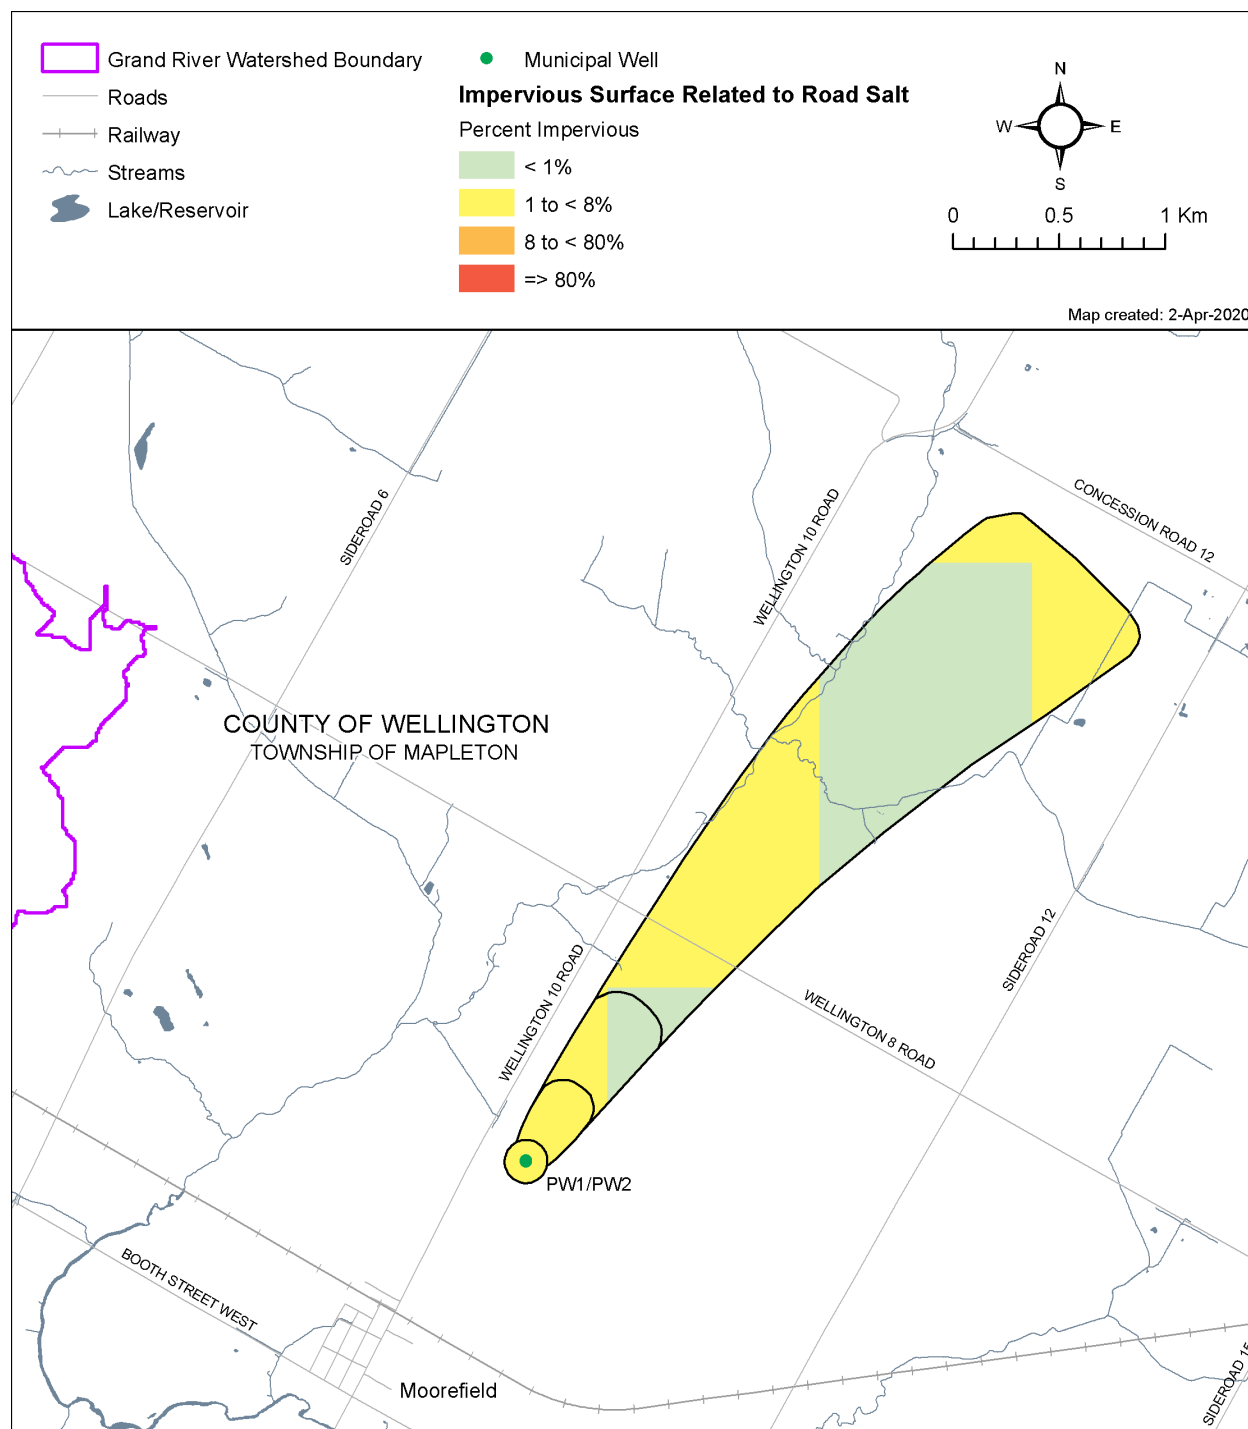 Grand River Watershed Boundary
Roads
Railway
Streams
Lake/Reservoir
Municipal Well
Impervious Surface Related to Road Salt
Percent Impervious
< 1%
1 to < 8%
8 to < 80%
=> 80%
N
W
E
S
0
0.5
1 Km
Map created: 2-Apr-2020
CONCESSION ROAD 12
SIDEROAD 6
WELLINGTON 10 ROAD
COUNTY OF WELLINGTON
TOWNSHIP OF MAPLETON
WELLINGTON 10 ROAD
SIDEROAD 12
WELLINGTON 8 ROAD
PW1/PW2
BOOTH STREET WEST
Moorefield
SIDEROAD 15